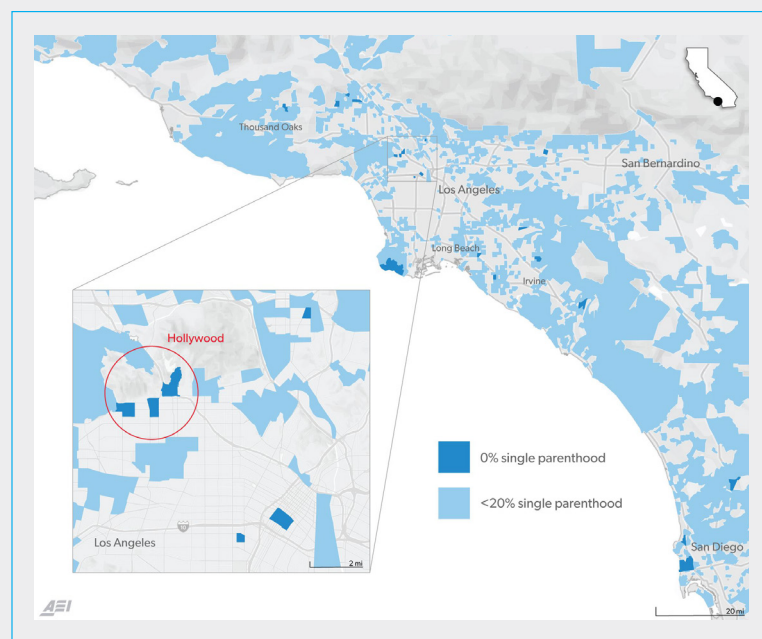 Thousand Oaks
San Bernardino
Los Angeles
Long Beach
Irvine
Hollywood
0% single parenthood
<20% single parenthood
Los Angeles
San Diego
2 mi
AEI
20 mi